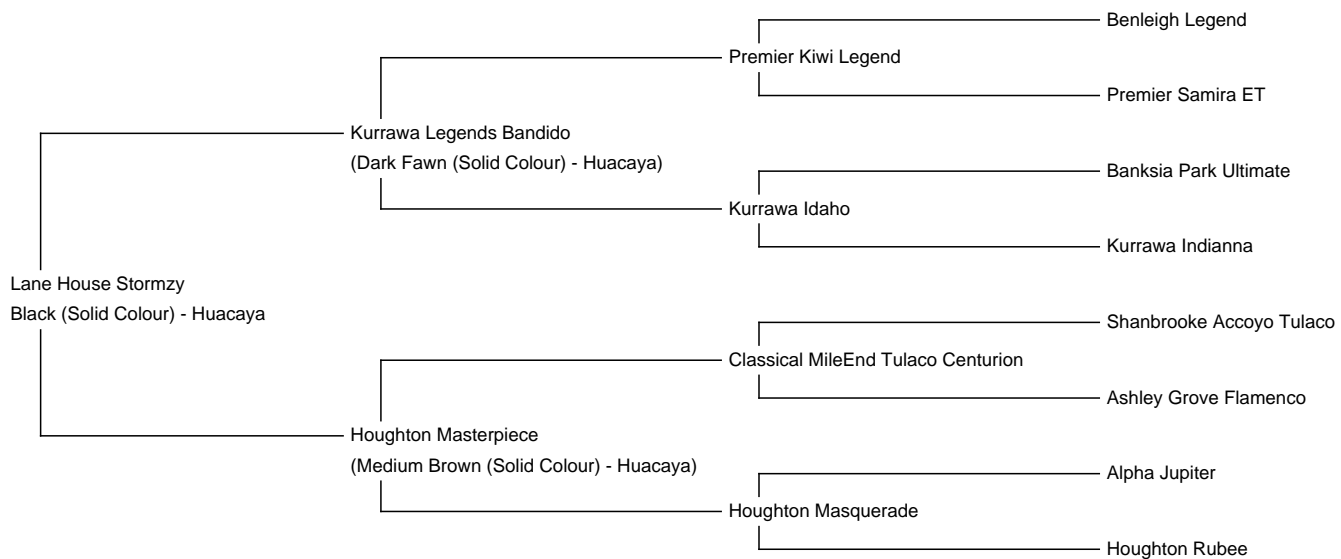 Benleigh Legend
Premier Kiwi Legend
Premier Samira ET
Kurrawa Legends Bandido
(Dark Fawn (Solid Colour) - Huacaya)
Banksia Park Ultimate
Kurrawa Idaho
Kurrawa Indianna
Lane House Stormzy
Black (Solid Colour) - Huacaya
Shanbrooke Accoyo Tulaco
Classical MileEnd Tulaco Centurion
Ashley Grove Flamenco
Houghton Masterpiece
(Medium Brown (Solid Colour) - Huacaya)
Alpha Jupiter
Houghton Masquerade
Houghton Rubee